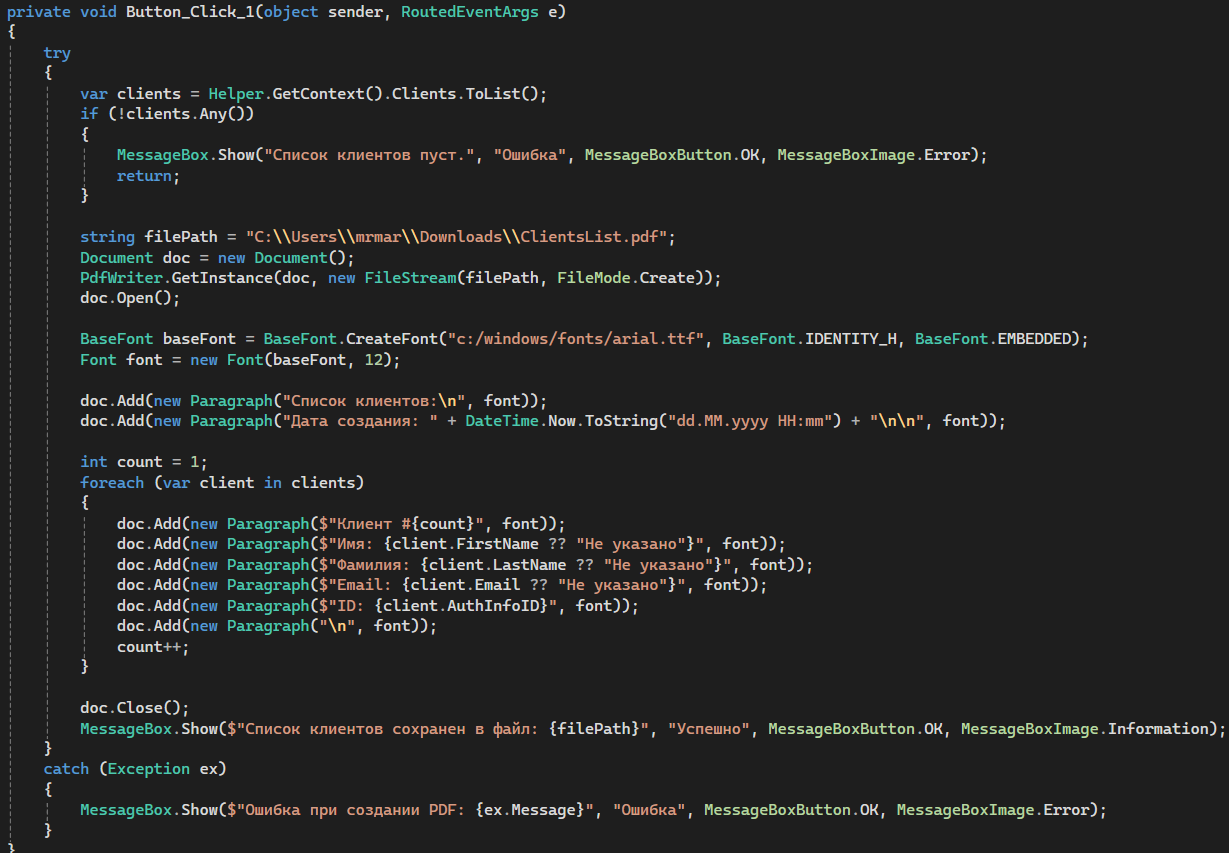 private void Button_Click_1(object sender, RoutedEventArgs e)
{
    try
    {
        var clients = Helper.GetContext().Clients.ToList();
        if (!clients.Any())
        {
            MessageBox.Show("Список клиентов пуст.", "Ошибка", MessageBoxButton.OK, MessageBoxImage.Error);
            return;
        }

        string filePath = "C:\\Users\\mrmar\\Downloads\\ClientsList.pdf";
        Document doc = new Document();
        PdfWriter.GetInstance(doc, new FileStream(filePath, FileMode.Create));
        doc.Open();

        BaseFont baseFont = BaseFont.CreateFont("c:/windows/fonts/arial.ttf", BaseFont.IDENTITY_H, BaseFont.EMBEDDED);
        Font font = new Font(baseFont, 12);

        doc.Add(new Paragraph("Список клиентов:\n", font));
        doc.Add(new Paragraph("Дата создания: " + DateTime.Now.ToString("dd.MM.yyyy HH:mm") + "\n\n", font));

        int count = 1;
        foreach (var client in clients)
        {
            doc.Add(new Paragraph($"Клиент #{count}", font));
            doc.Add(new Paragraph($"Имя: {client.FirstName ?? "Не указано"}", font));
            doc.Add(new Paragraph($"Фамилия: {client.LastName ?? "Не указано"}", font));
            doc.Add(new Paragraph($"Email: {client.Email ?? "Не указано"}", font));
            doc.Add(new Paragraph($"ID: {client.AuthInfoID}", font));
            doc.Add(new Paragraph("\n", font));
            count++;
        }

        doc.Close();
        MessageBox.Show($"Список клиентов сохранен в файл: {filePath}", "Успешно", MessageBoxButton.OK, MessageBoxImage.Information);
    }
    catch (Exception ex)
    {
        MessageBox.Show($"Ошибка при создании PDF: {ex.Message}", "Ошибка", MessageBoxButton.OK, MessageBoxImage.Error);
    }
}